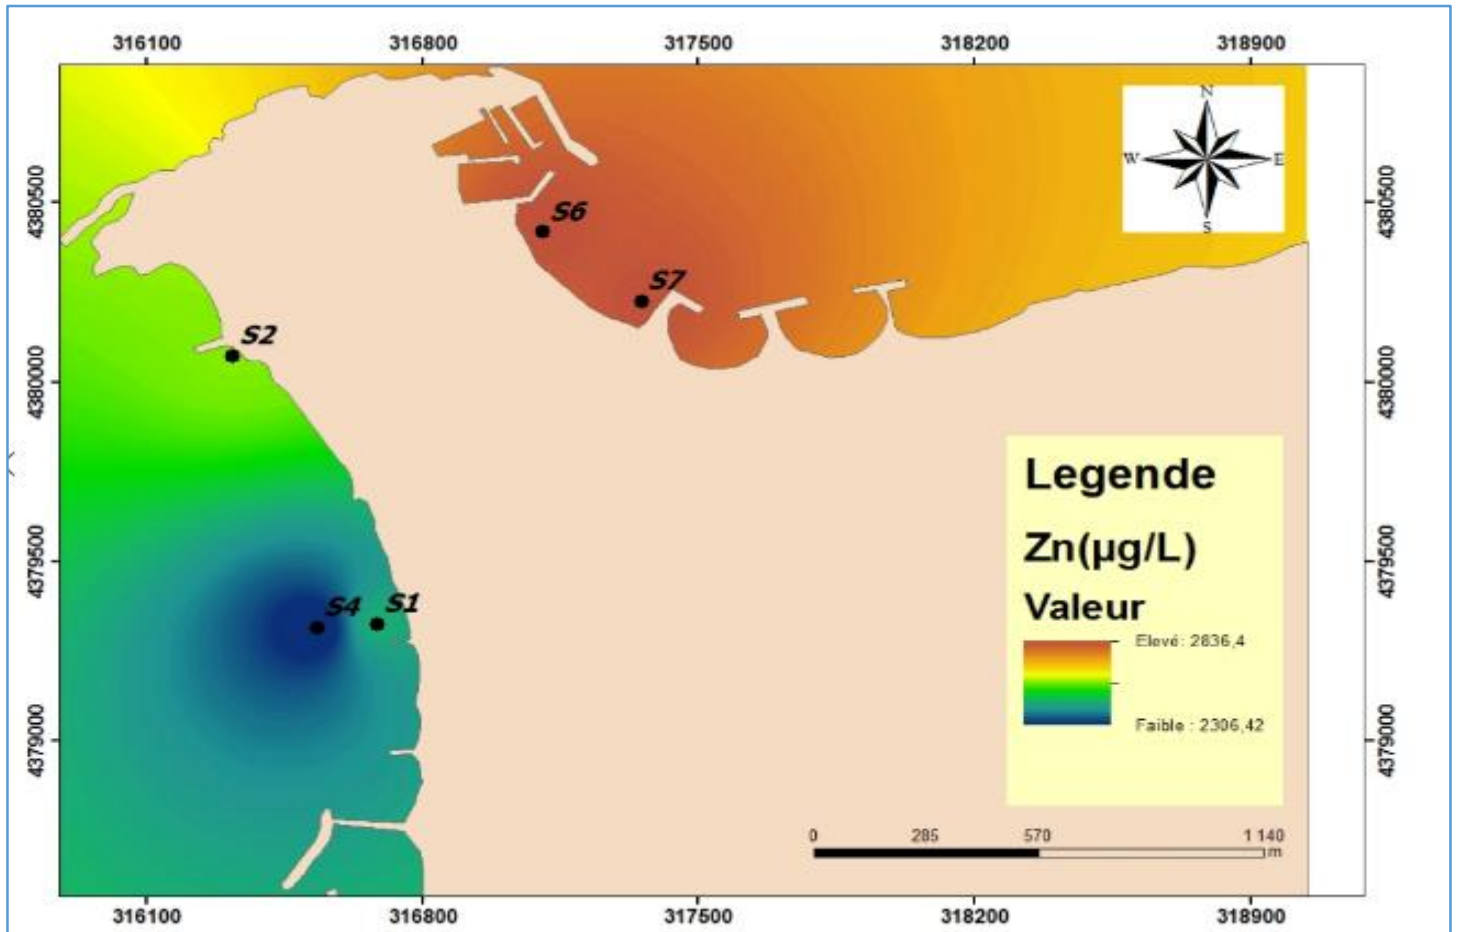 316100 316800 317500 318200 318900
N
W E
S
4380500 4380500
S6
S7
S2
4380000 4380000
Legende
Zn(µg/L)
4379500 4379500
S4 S1
Valeur
Elevé : 2836,4
Faible : 2306,42
4379000 4379000
0 285 570 1 140
m
316100 316800 317500 318200 318900